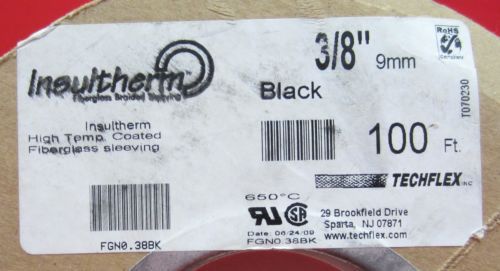 Insultherm
Fiberglass Braided Sleeving
Insultherm
High Temp. Coated
Fiberglass sleeving
FGN0.38BK
3/8" 9mm
Black
100 Ft.
TECHFLEX INC
650°C
Date: 06/24/09
FGN0.38BK
29 Brookfield Drive
Sparta, NJ 07871
www.techflex.com
RoHS
Compliant
T070230